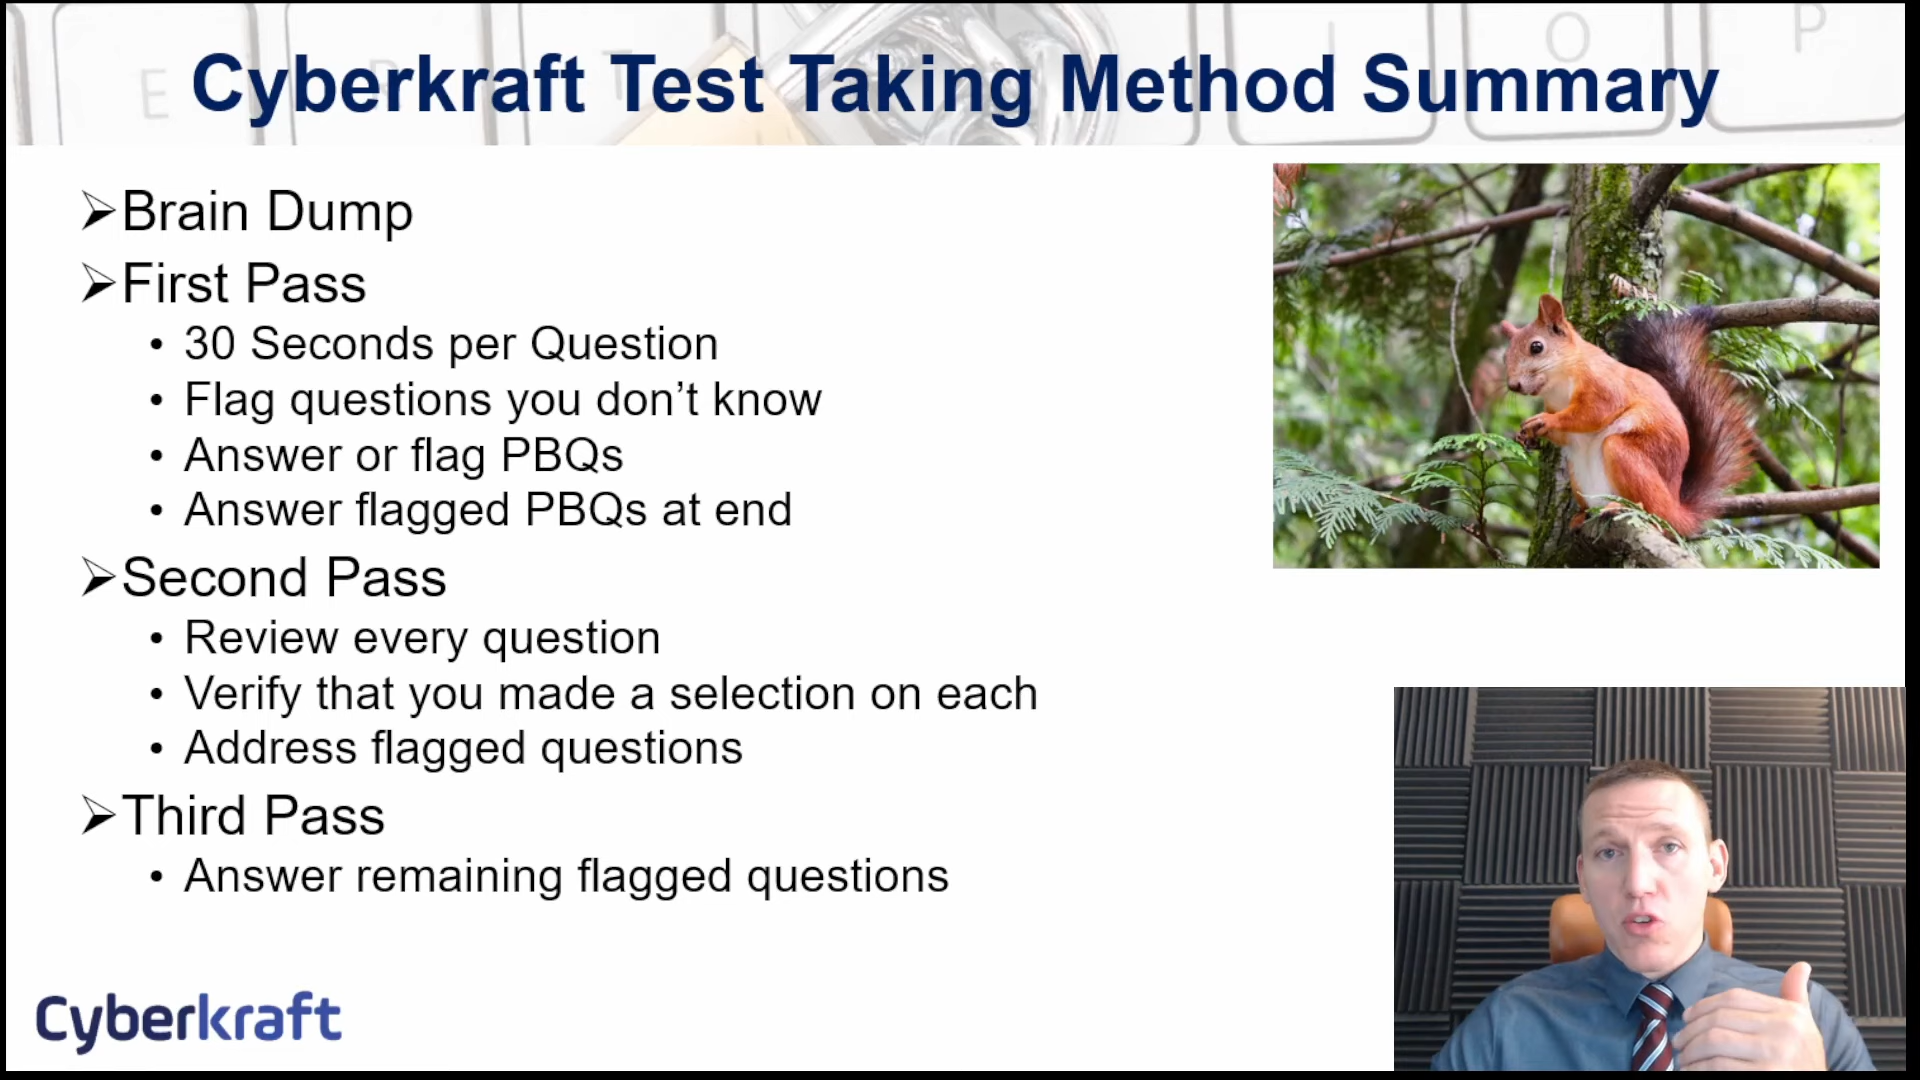 Cyberkraft Test Taking Method Summary
➢Brain Dump
➢First Pass
• 30 Seconds per Question
• Flag questions you don’t know
• Answer or flag PBQs
• Answer flagged PBQs at end
➢Second Pass
• Review every question
• Verify that you made a selection on each
• Address flagged questions
➢Third Pass
• Answer remaining flagged questions
Cyberkraft